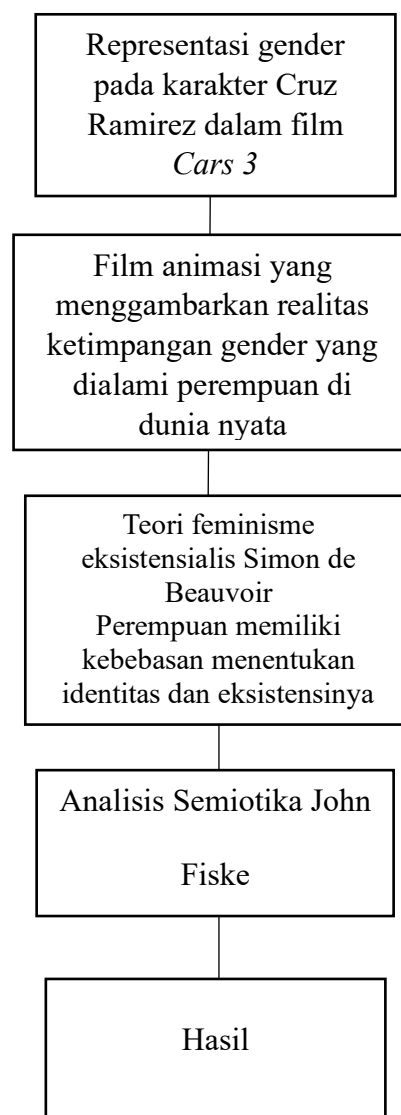 Representasi gender
pada karakter Cruz
Ramirez dalam film
Cars 3
Film animasi yang
menggambarkan realitas
ketimpangan gender yang
dialami perempuan di
dunia nyata
Teori feminisme
eksistensialis Simon de
Beauvoir
Perempuan memiliki
kebebasan menentukan
identitas dan eksistensinya
Analisis Semiotika John
Fiske
Hasil